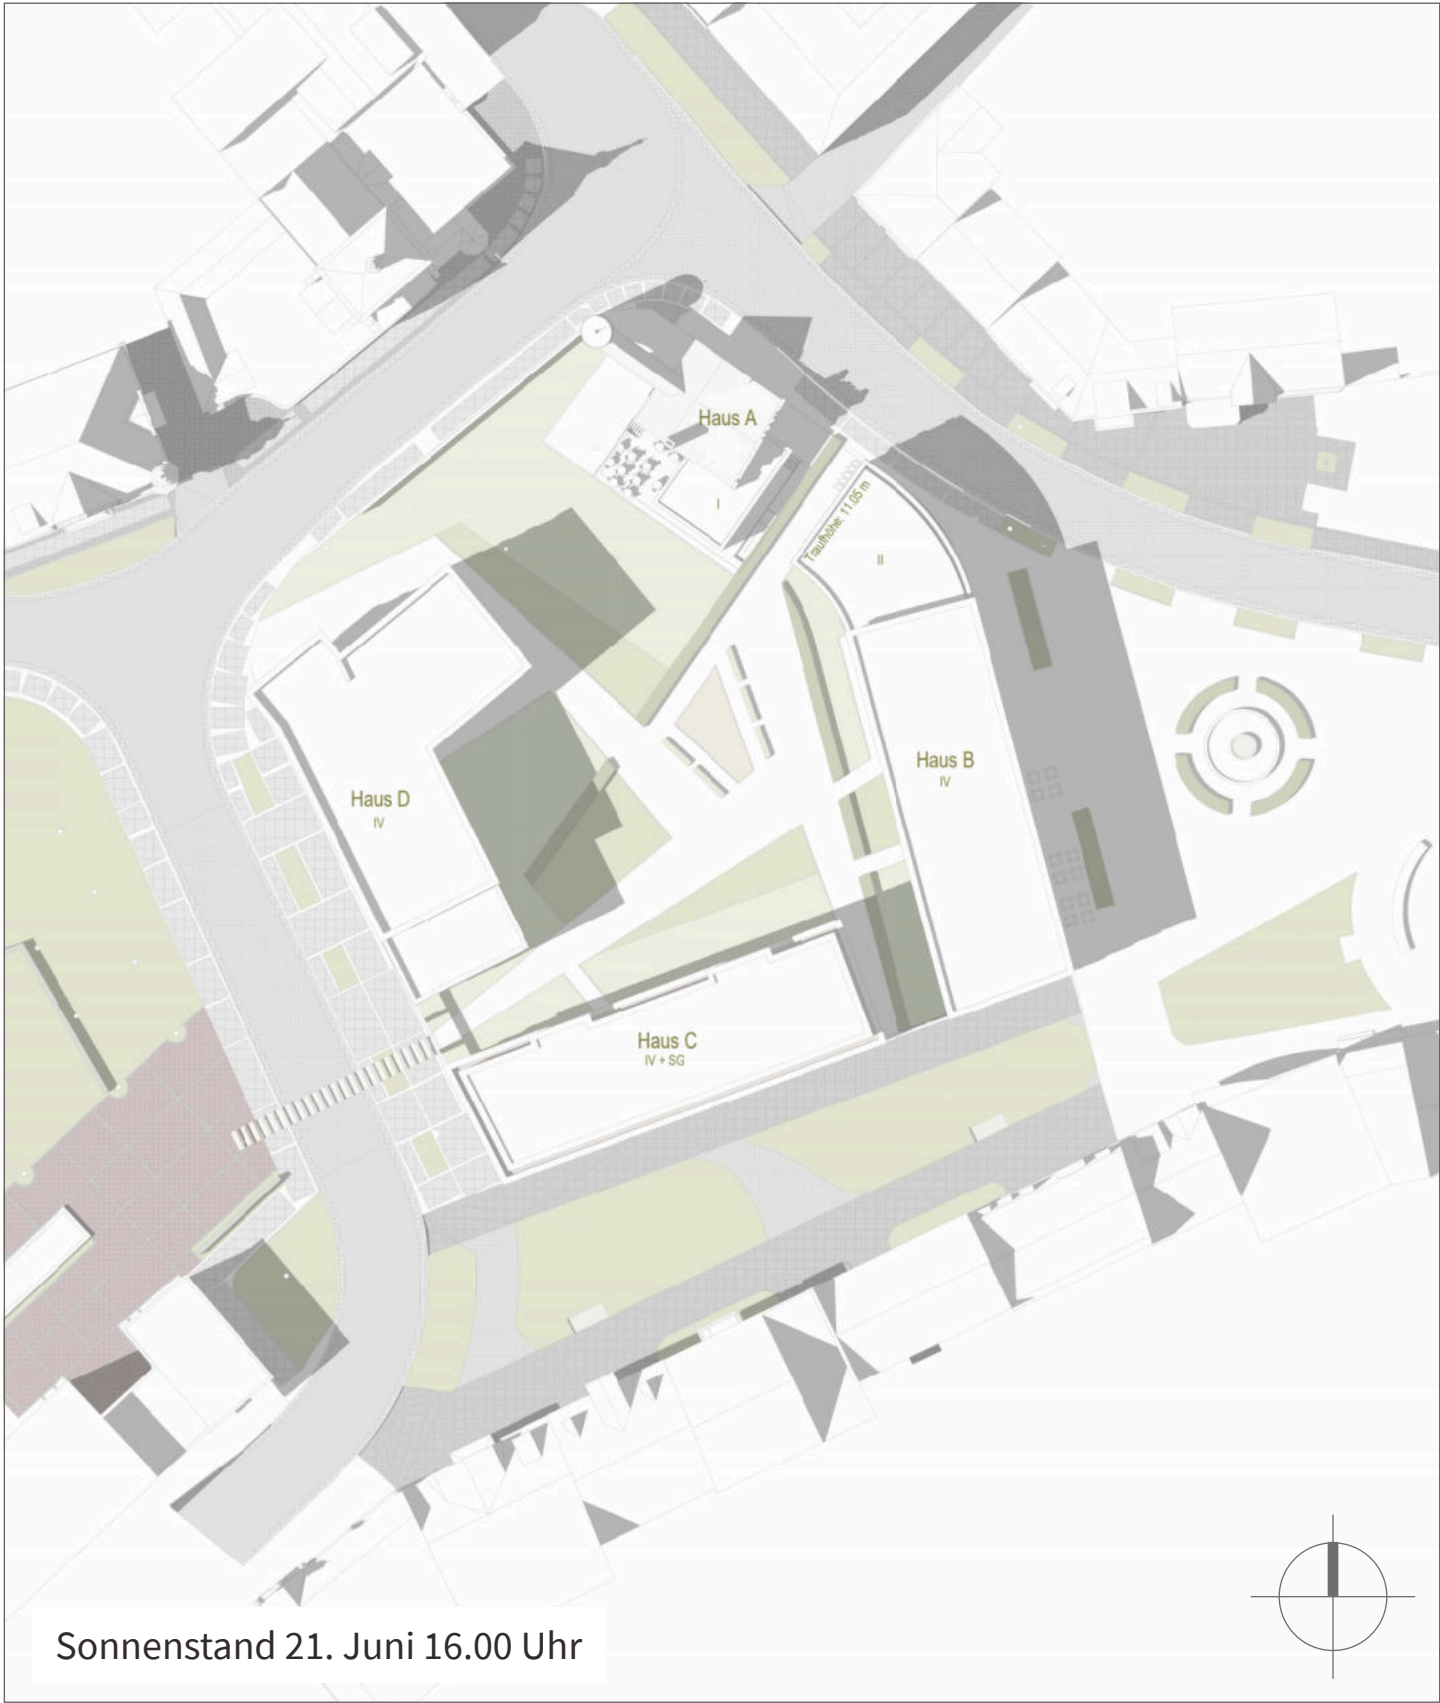 Haus A
I
Traufhöhe: 11.05 m
II
Haus B
IV
Haus D
IV
Haus C
IV + SG
Sonnenstand 21. Juni 16.00 Uhr